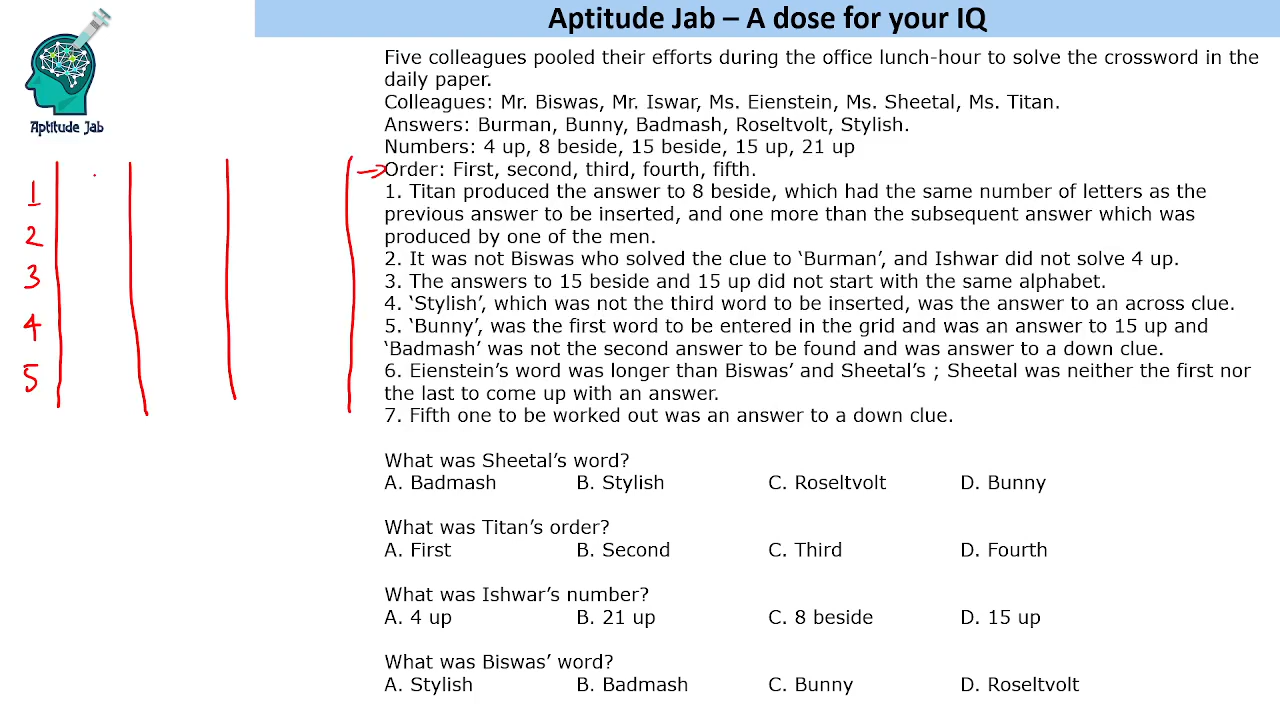 Aptitude Jab – A dose for your IQ
Aptitude Jab
Five colleagues pooled their efforts during the office lunch-hour to solve the crossword in the
daily paper.
Colleagues: Mr. Biswas, Mr. Iswar, Ms. Eienstein, Ms. Sheetal, Ms. Titan.
Answers: Burman, Bunny, Badmash, Roseltvolt, Stylish.
Numbers: 4 up, 8 beside, 15 beside, 15 up, 21 up
Order: First, second, third, fourth, fifth.
1. Titan produced the answer to 8 beside, which had the same number of letters as the
previous answer to be inserted, and one more than the subsequent answer which was
produced by one of the men.
2. It was not Biswas who solved the clue to ‘Burman’, and Ishwar did not solve 4 up.
3. The answers to 15 beside and 15 up did not start with the same alphabet.
4. ‘Stylish’, which was not the third word to be inserted, was the answer to an across clue.
5. ‘Bunny’, was the first word to be entered in the grid and was an answer to 15 up and
‘Badmash’ was not the second answer to be found and was answer to a down clue.
6. Eienstein’s word was longer than Biswas’ and Sheetal’s ; Sheetal was neither the first nor
the last to come up with an answer.
7. Fifth one to be worked out was an answer to a down clue.
What was Sheetal’s word?
A. Badmash B. Stylish C. Roseltvolt D. Bunny
What was Titan’s order?
A. First B. Second C. Third D. Fourth
What was Ishwar’s number?
A. 4 up B. 21 up C. 8 beside D. 15 up
What was Biswas’ word?
A. Stylish B. Badmash C. Bunny D. Roseltvolt
1
2
3
4
5